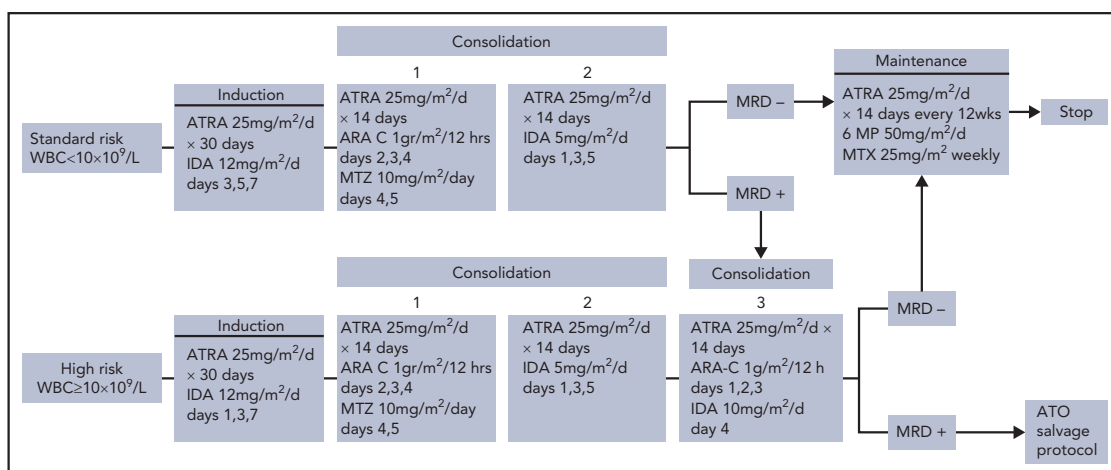 Consolidation
1
2
Induction
ATRA 25mg/m²/d
× 30 days
IDA 12mg/m²/d
days 3,5,7
Standard risk
WBC<10×10⁹/L
ATRA 25mg/m²/d
× 14 days
ARA C 1gr/m²/12 hrs
days 2,3,4
MTZ 10mg/m²/day
days 4,5
ATRA 25mg/m²/d
× 14 days
IDA 5mg/m²/d
days 1,3,5
MRD –
MRD +
Maintenance
ATRA 25mg/m²/d
× 14 days every 12wks
6 MP 50mg/m²/d
MTX 25mg/m² weekly
Stop
Consolidation
1
2
Consolidation
3
High risk
WBC≥10×10⁹/L
Induction
ATRA 25mg/m²/d
× 30 days
IDA 12mg/m²/d
days 1,3,7
ATRA 25mg/m²/d
× 14 days
ARA C 1gr/m²/12 hrs
days 2,3,4
MTZ 10mg/m²/day
days 4,5
ATRA 25mg/m²/d
× 14 days
IDA 5mg/m²/d
days 1,3,5
ATRA 25mg/m²/d ×
14 days
ARA-C 1g/m²/12 h
days 1,2,3
IDA 10mg/m²/d
day 4
MRD –
MRD +
ATO
salvage
protocol